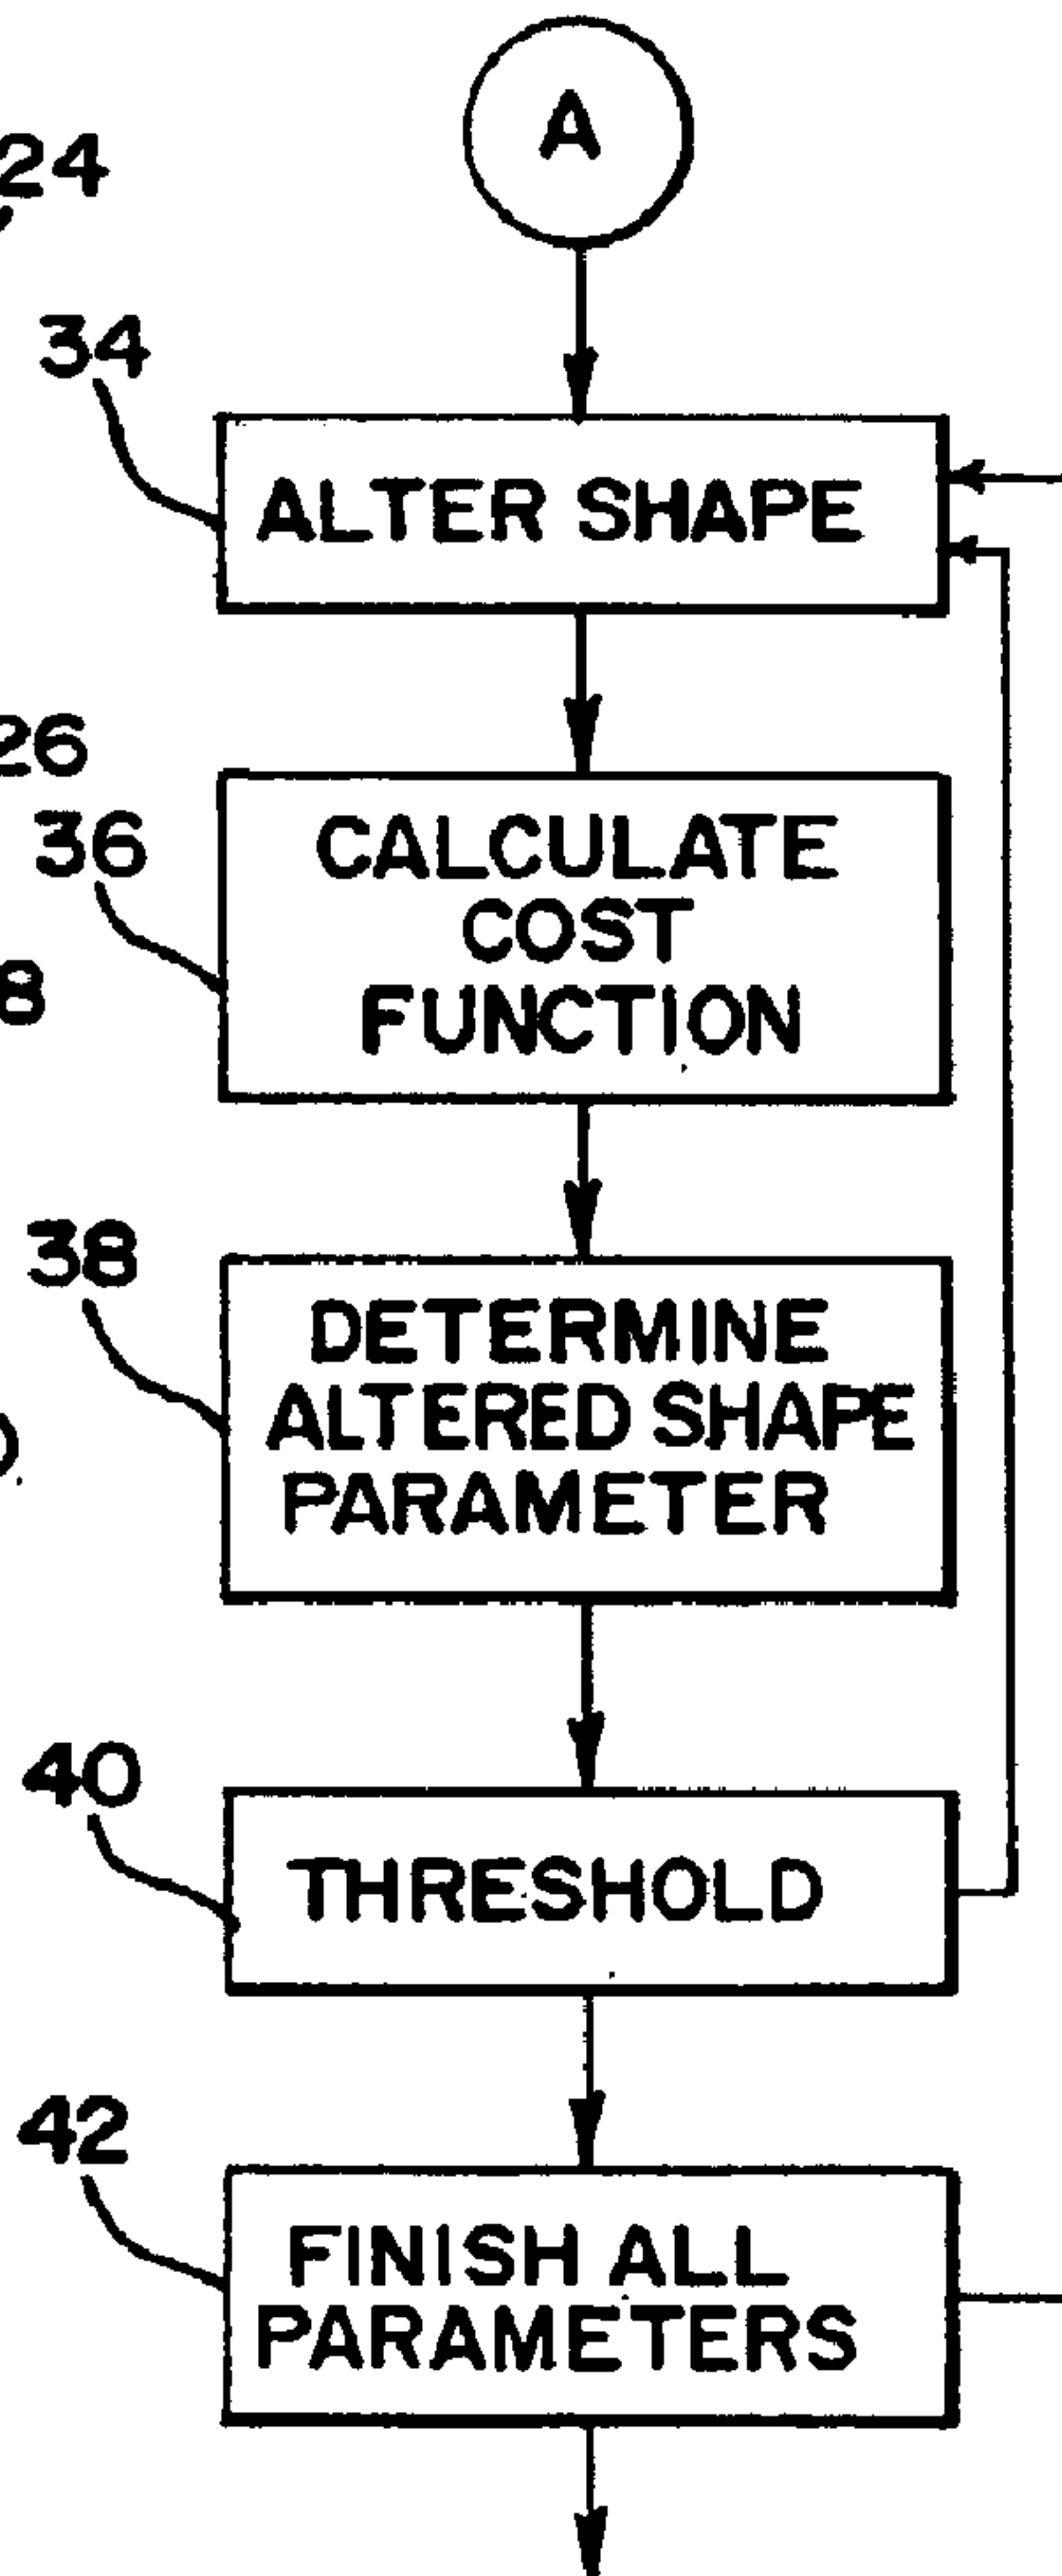 A
24
34
ALTER SHAPE
26
36
CALCULATE
COST
FUNCTION
8
38
DETERMINE
ALTERED SHAPE
PARAMETER
40
THRESHOLD
42
FINISH ALL
PARAMETERS